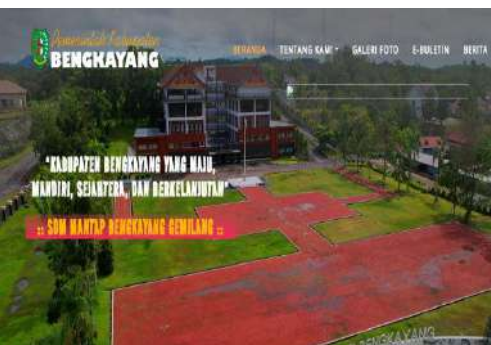 Pemerintah Kabupaten
BENGKAYANG
BERANDA TENTANG KAMI GALERI FOTO E-BULETIN BERITA
"KABUPATEN BENGKAYANG YANG MAJU,
MANDIRI, SEJAHTERA, DAN BERKELANJUTAN"
:: SDM MANTAP BENGKAYANG GEMILANG ::
BENGKAYANG